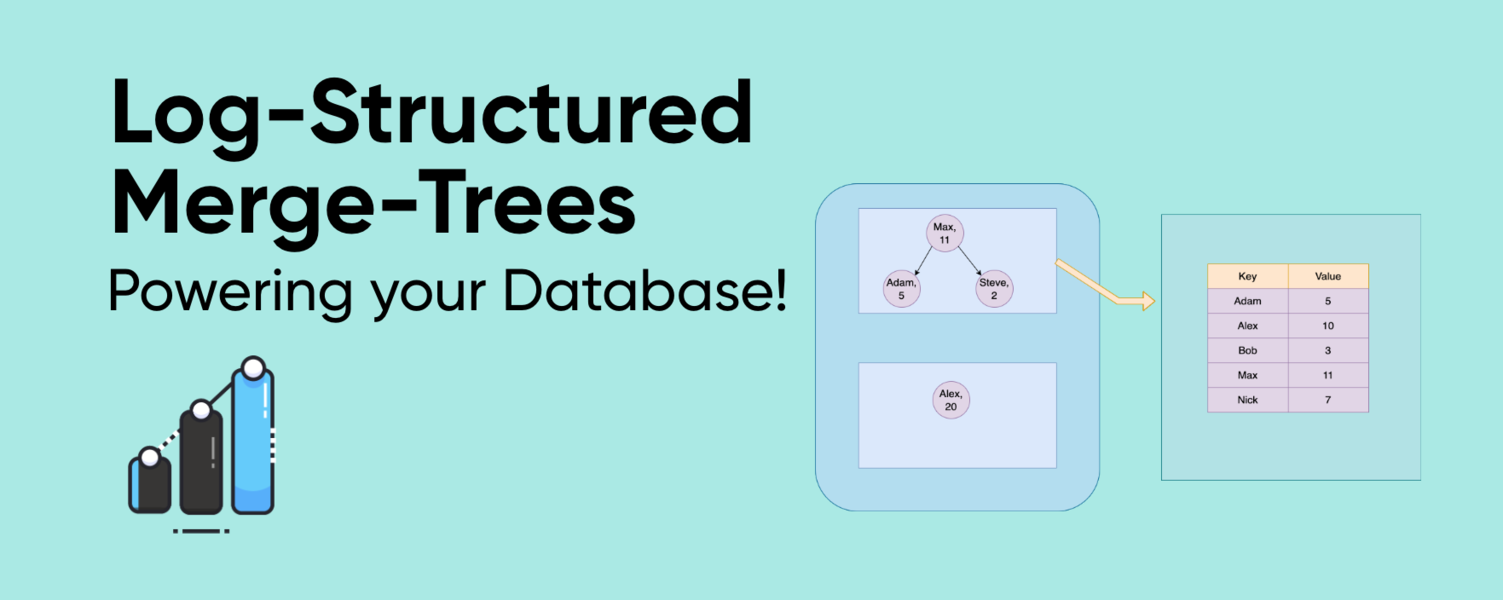 Log-Structured
Merge-Trees
Powering your Database!
Max,
11
Adam,
5
Steve,
2
Alex,
20
Key Value
Adam 5
Alex 10
Bob 3
Max 11
Nick 7